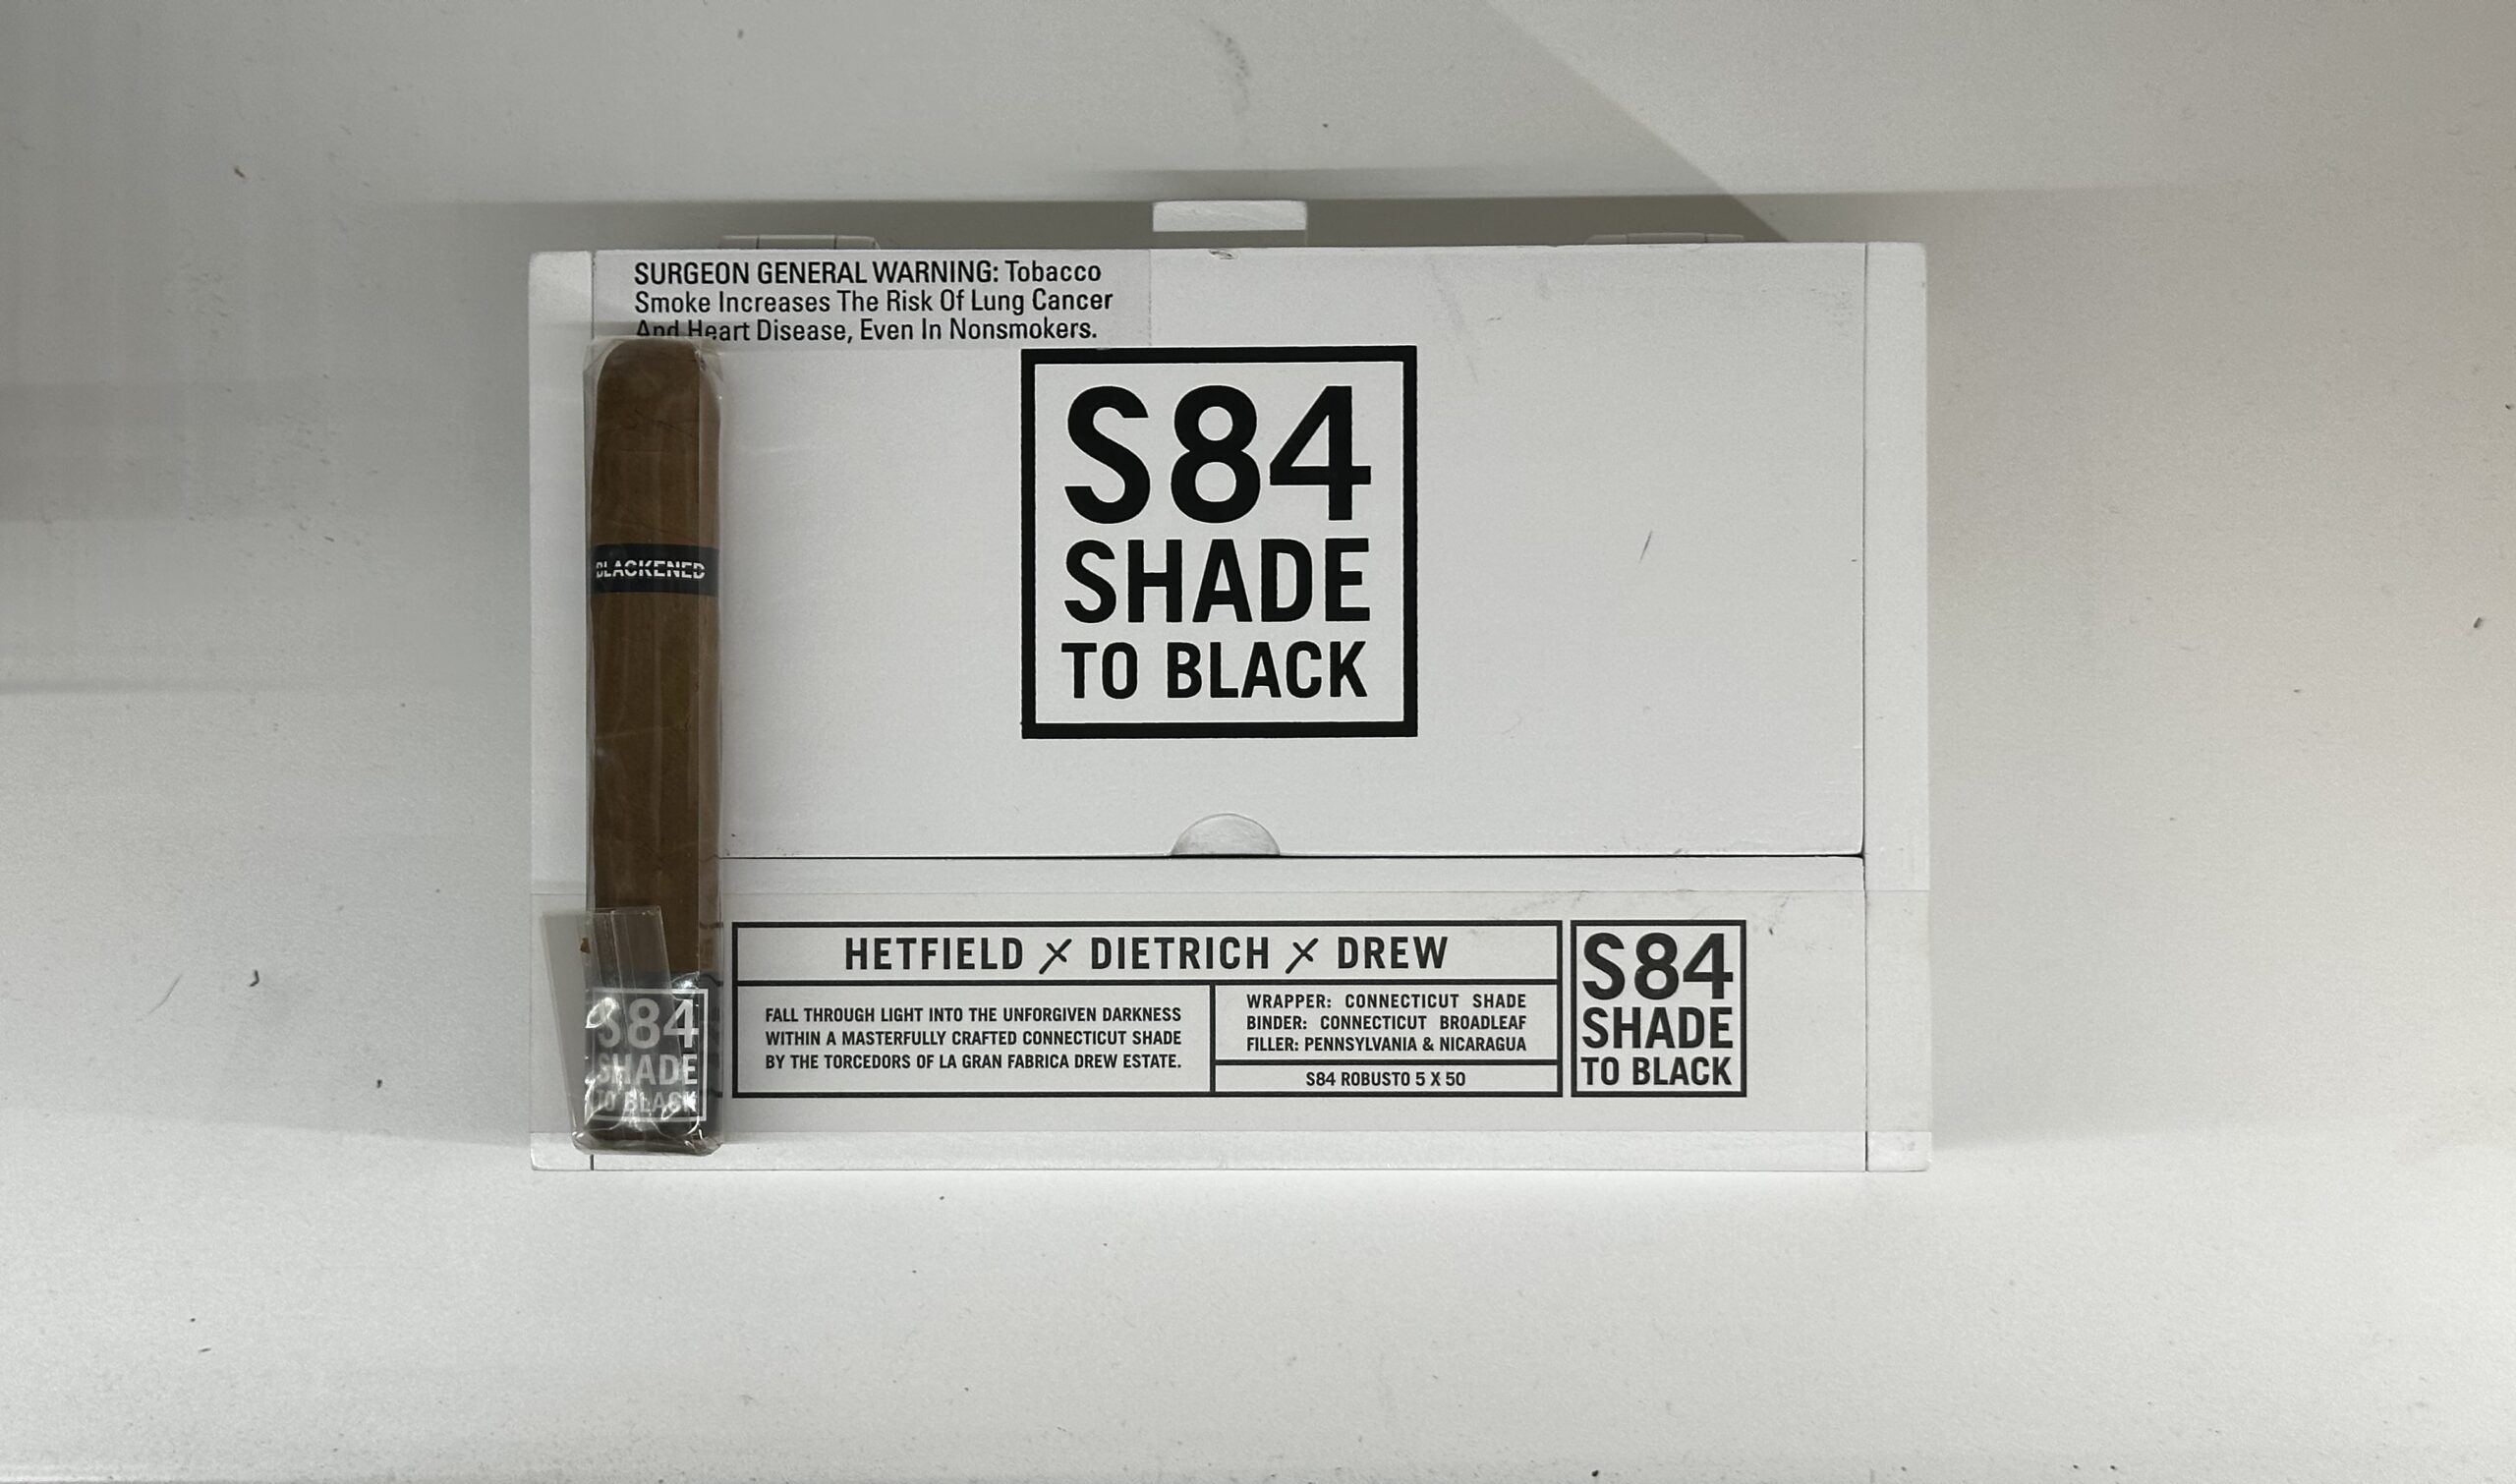 SURGEON GENERAL WARNING: Tobacco
Smoke Increases The Risk Of Lung Cancer
And Heart Disease, Even In Nonsmokers.
S84
SHADE
TO BLACK
BLACKENED
HETFIELD X DIETRICH X DREW
FALL THROUGH LIGHT INTO THE UNFORGIVEN DARKNESS
WITHIN A MASTERFULLY CRAFTED CONNECTICUT SHADE
BY THE TORCEDORS OF LA GRAN FABRICA DREW ESTATE.
WRAPPER: CONNECTICUT SHADE
BINDER: CONNECTICUT BROADLEAF
FILLER: PENNSYLVANIA & NICARAGUA
S84 ROBUSTO 5 X 50
S84
SHADE
TO BLACK
S84
SHADE
TO BLACK